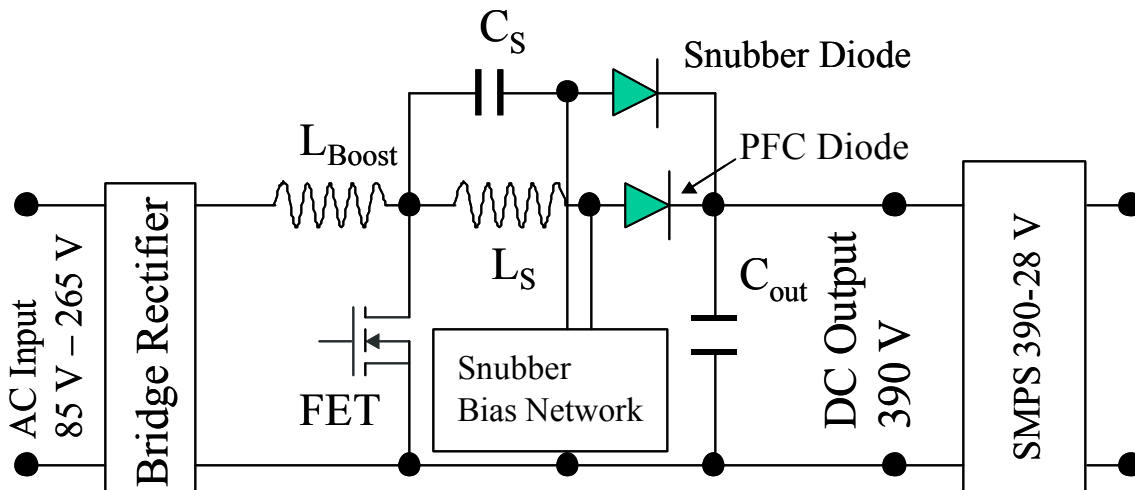 C_S
Snubber Diode
L_Boost
PFC Diode
L_S
C_out
AC Input
85 V – 265 V
Bridge Rectifier
FET
Snubber
Bias Network
DC Output
390 V
SMPS 390-28 V